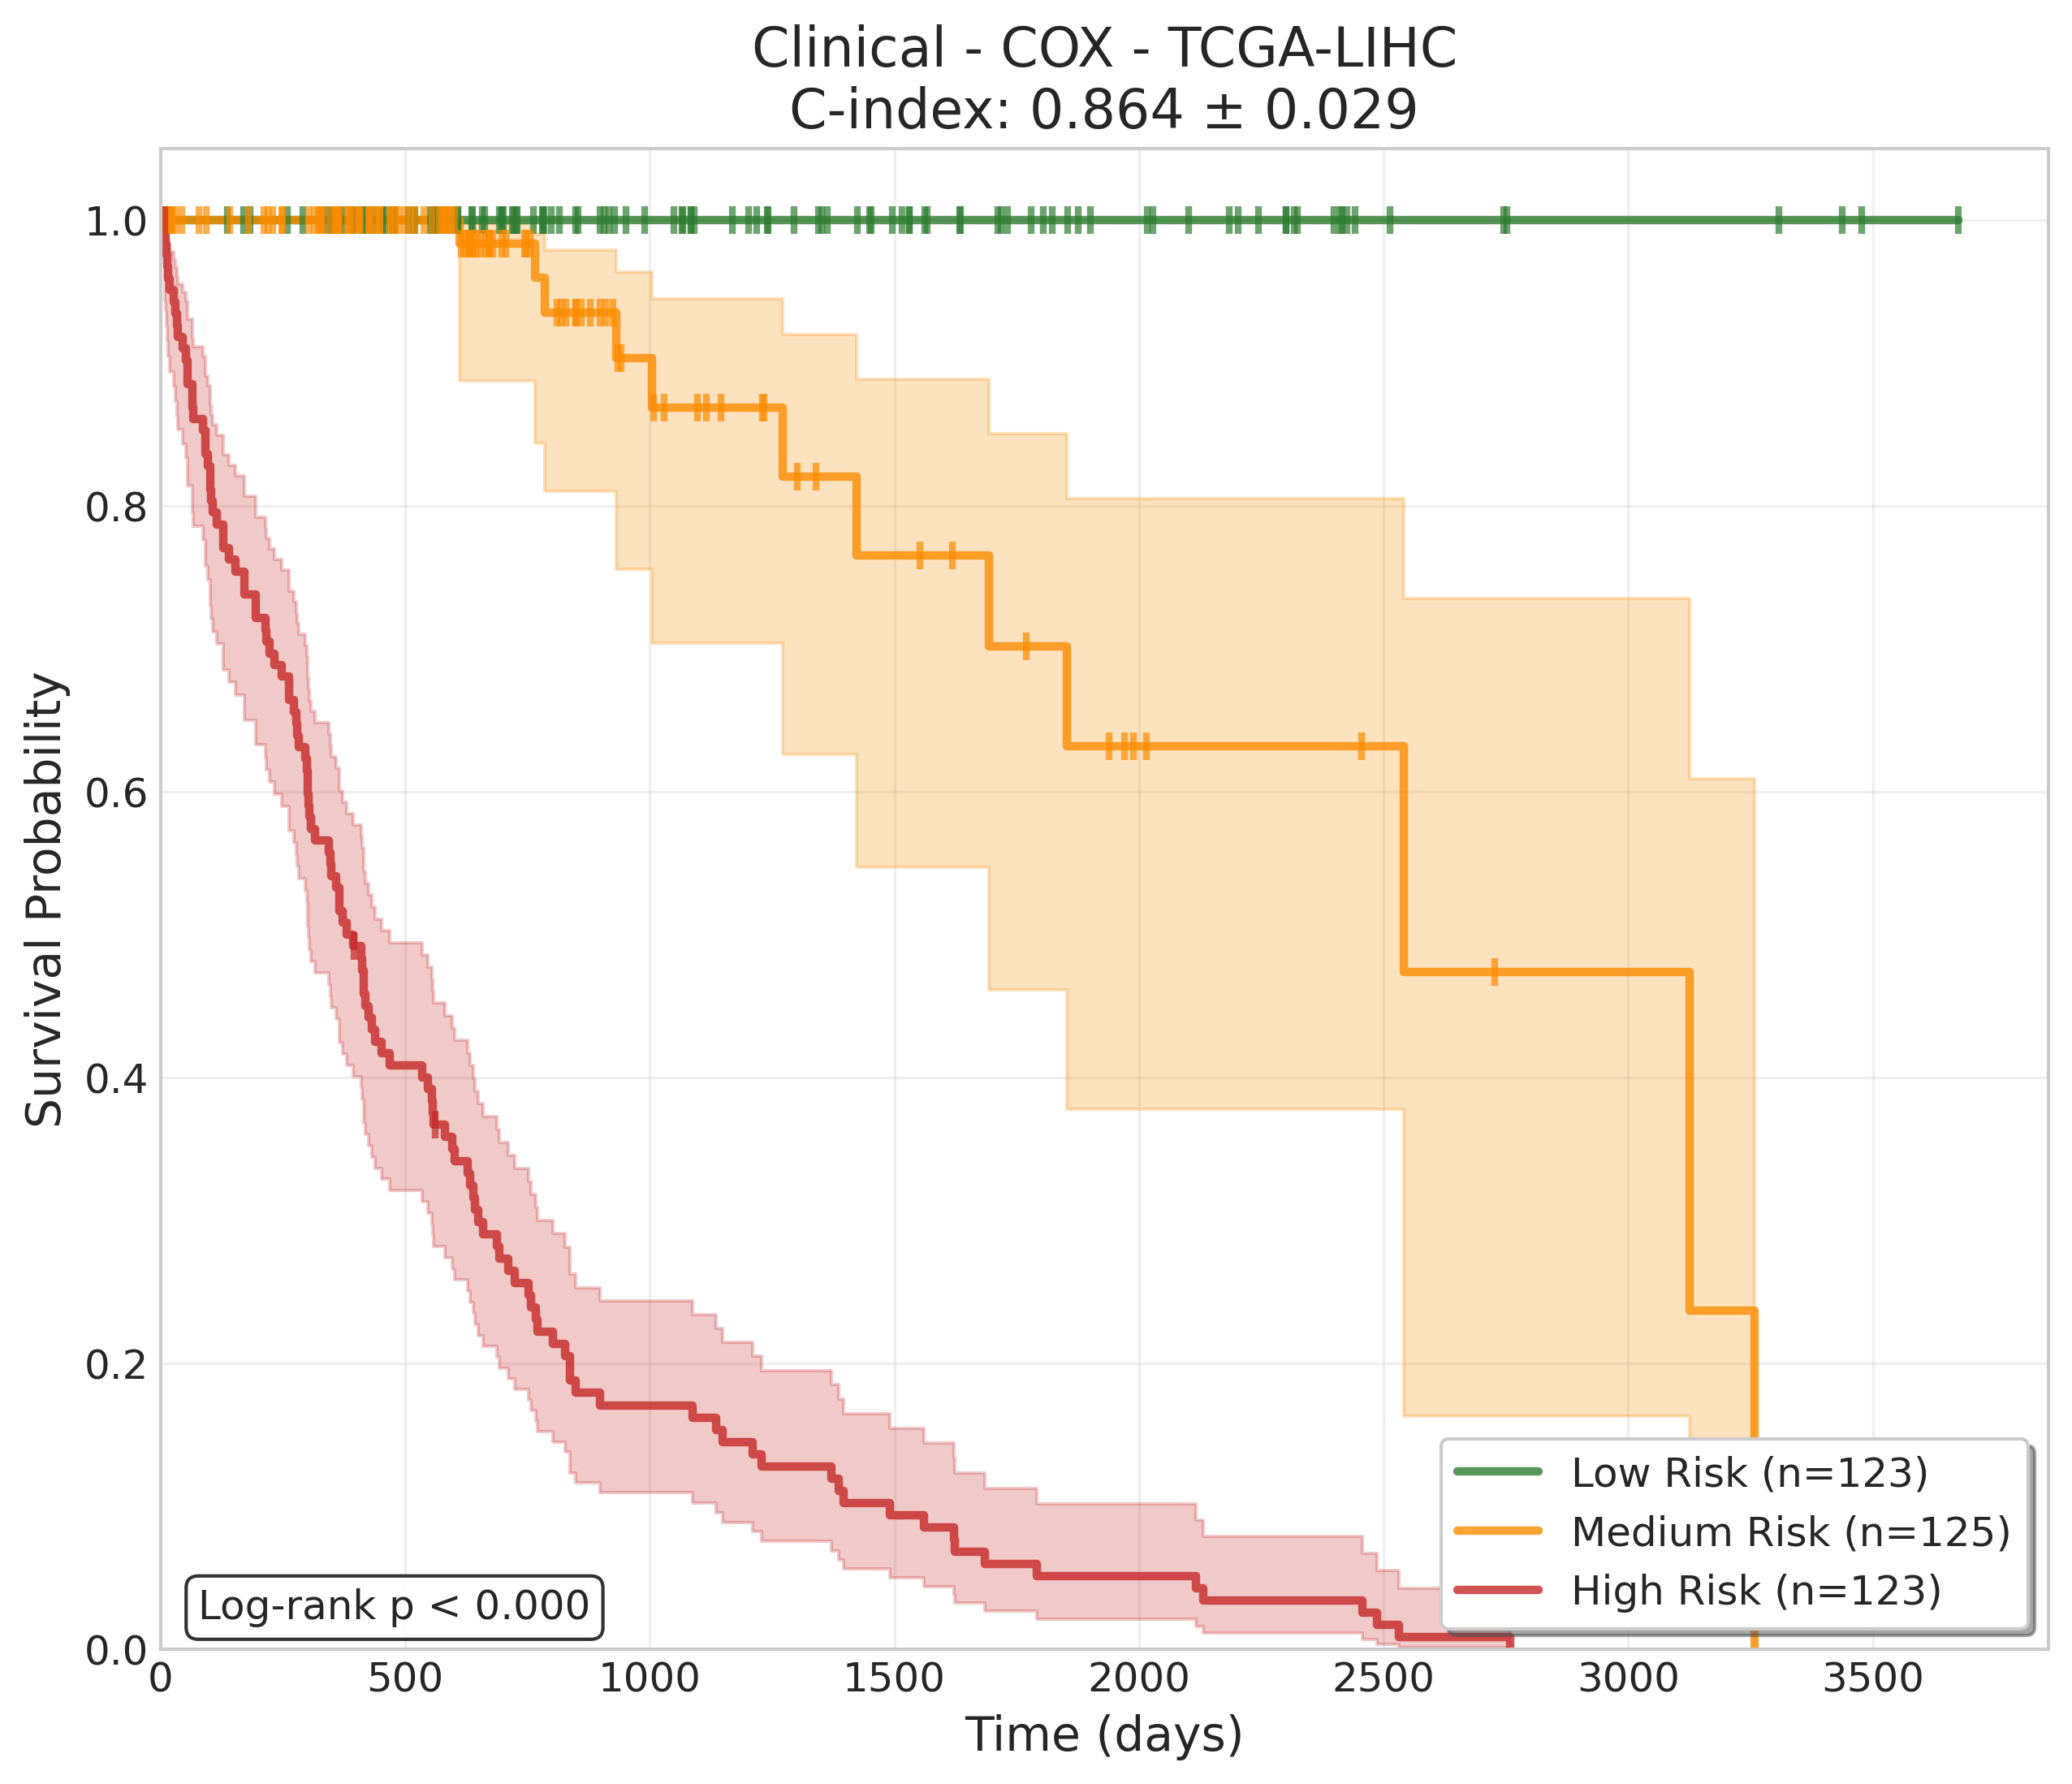 Clinical - COX - TCGA-LIHC
C-index: 0.864 ± 0.029
Survival Probability
1.0
0.8
0.6
0.4
0.2
0.0
Log-rank p < 0.000
Low Risk (n=123)
Medium Risk (n=125)
High Risk (n=123)
0 500 1000 1500 2000 2500 3000 3500
Time (days)